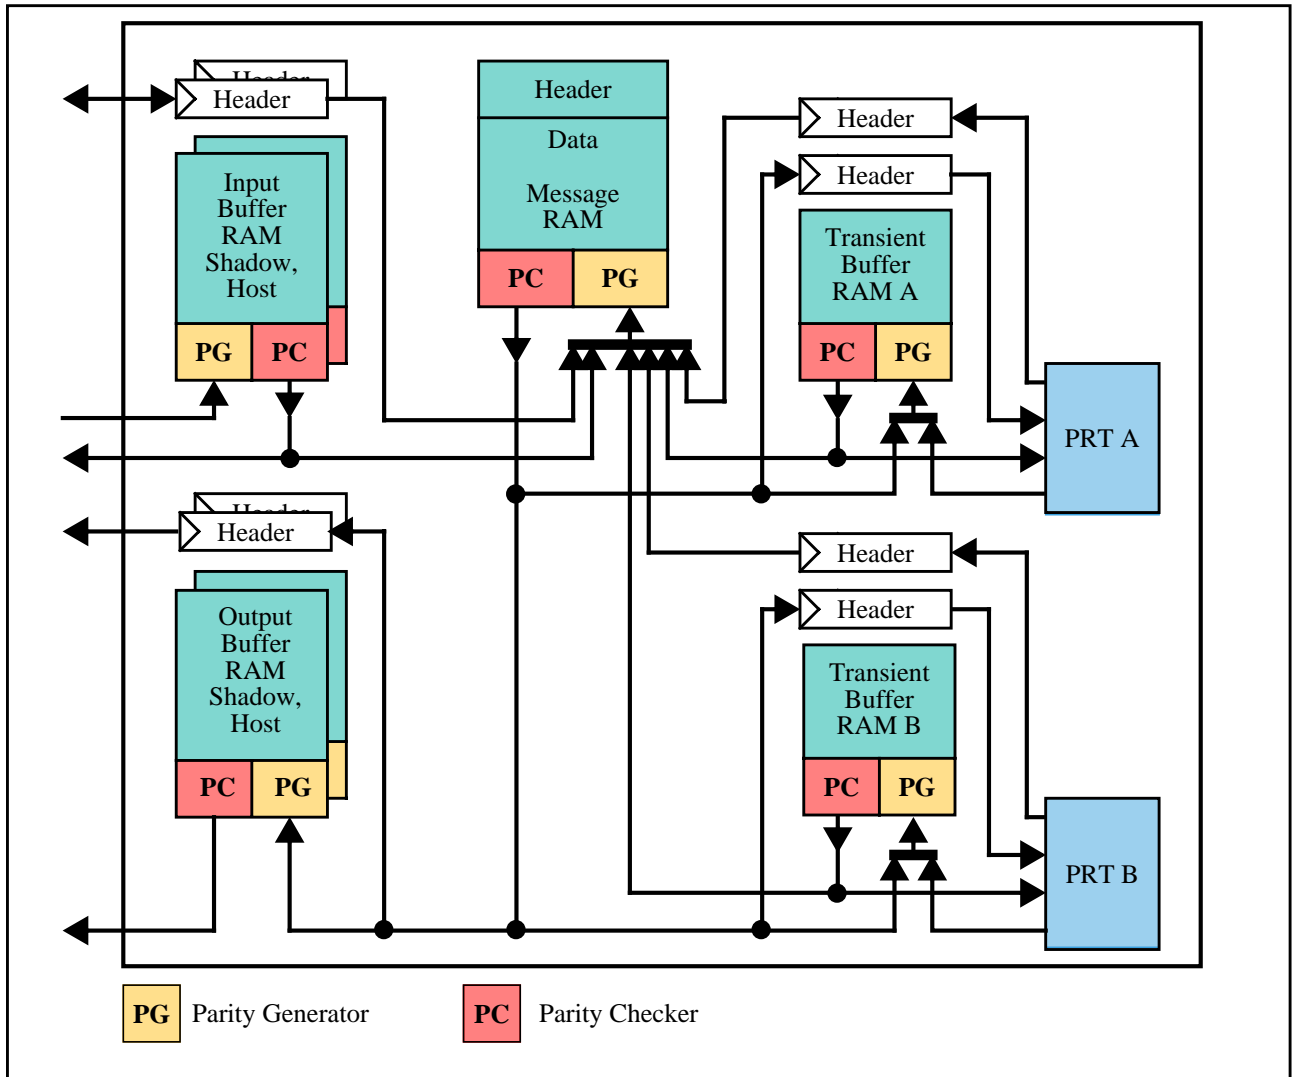 Header
Header
Input
Buffer
RAM
Shadow,
Host
PG
PC
Header
Data
Message
RAM
PC
PG
Header
Header
Transient
Buffer
RAM A
PC
PG
PRT A
Header
Header
Output
Buffer
RAM
Shadow,
Host
PC
PG
Header
Header
Transient
Buffer
RAM B
PC
PG
PRT B
PG Parity Generator
PC Parity Checker